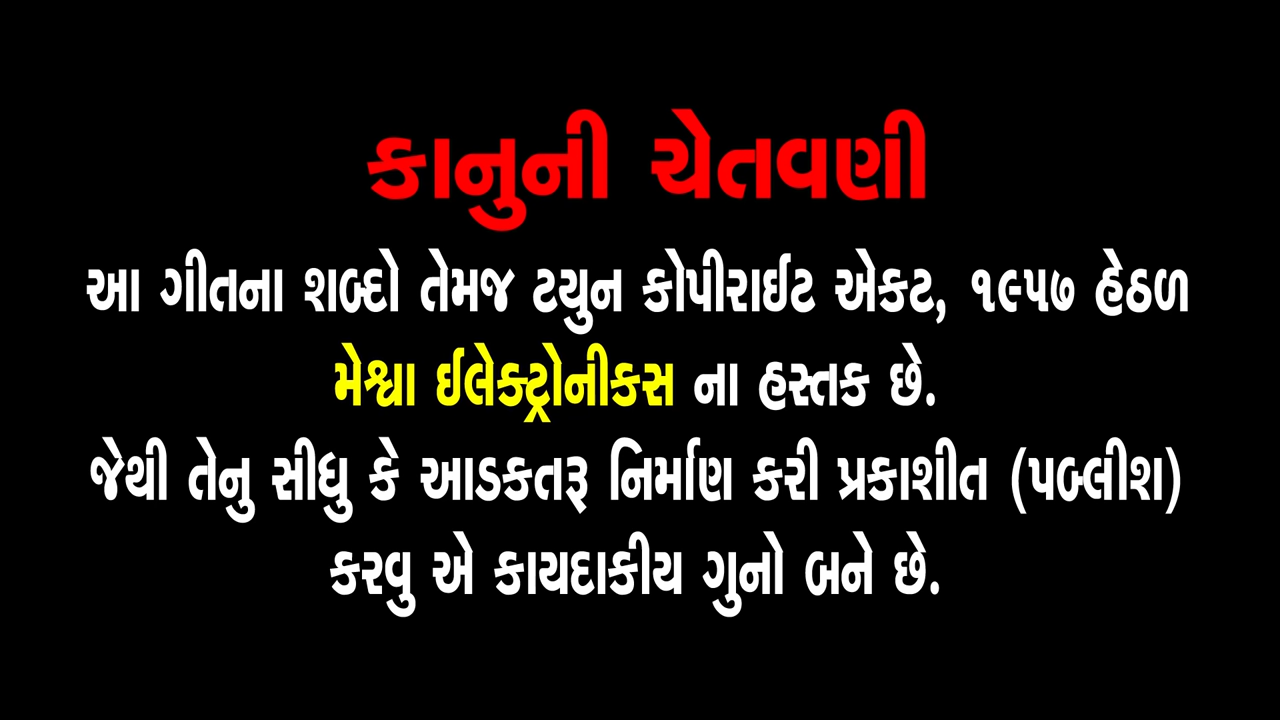 કાનુની ચેતવણી
આ ગીતના શબ્દો તેમજ ટયુન કોપીરાઈટ એકટ, ૧૯૫૭ હેઠળ
મેશ્વા ઈલેક્ટ્રોનીકસ ના હસ્તક છે.
જેથી તેનુ સીધુ કે આડકતરૂ નિર્માણ કરી પ્રકાશીત (પબ્લીશ)
કરવુ એ કાયદાકીય ગુનો બને છે.